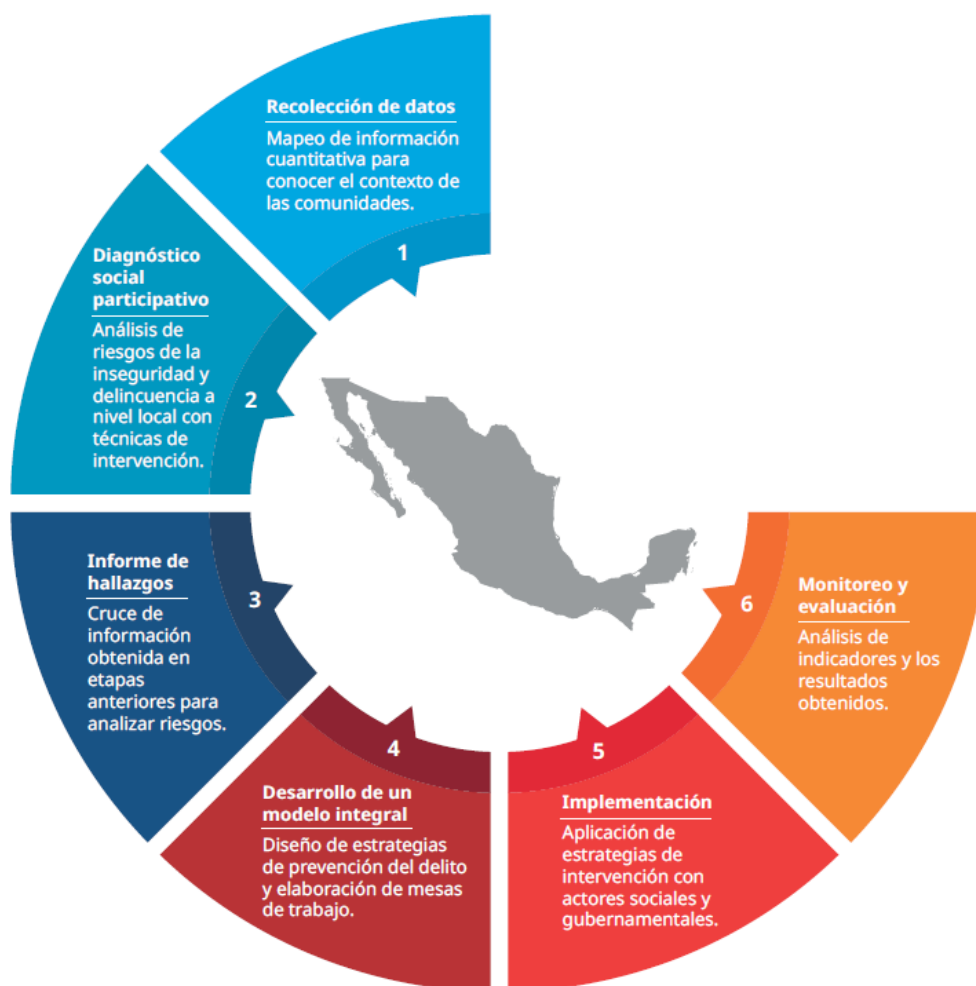 Recolección de datos
Mapeo de información
cuantitativa para
conocer el contexto de
las comunidades.
1
Diagnóstico
social
participativo
Análisis de
riesgos de la
inseguridad y
delincuencia a
nivel local con
técnicas de
intervención.
2
Informe de
hallazgos
Cruce de
información
obtenida en
etapas
anteriores para
analizar riesgos.
3
4
Desarrollo de un
modelo integral
Diseño de estrategias
de prevención del delito
y elaboración de mesas
de trabajo.
5
Implementación
Aplicación de
estrategias de
intervención con
actores sociales y
gubernamentales.
6
Monitoreo y
evaluación
Análisis de
indicadores y los
resultados
obtenidos.